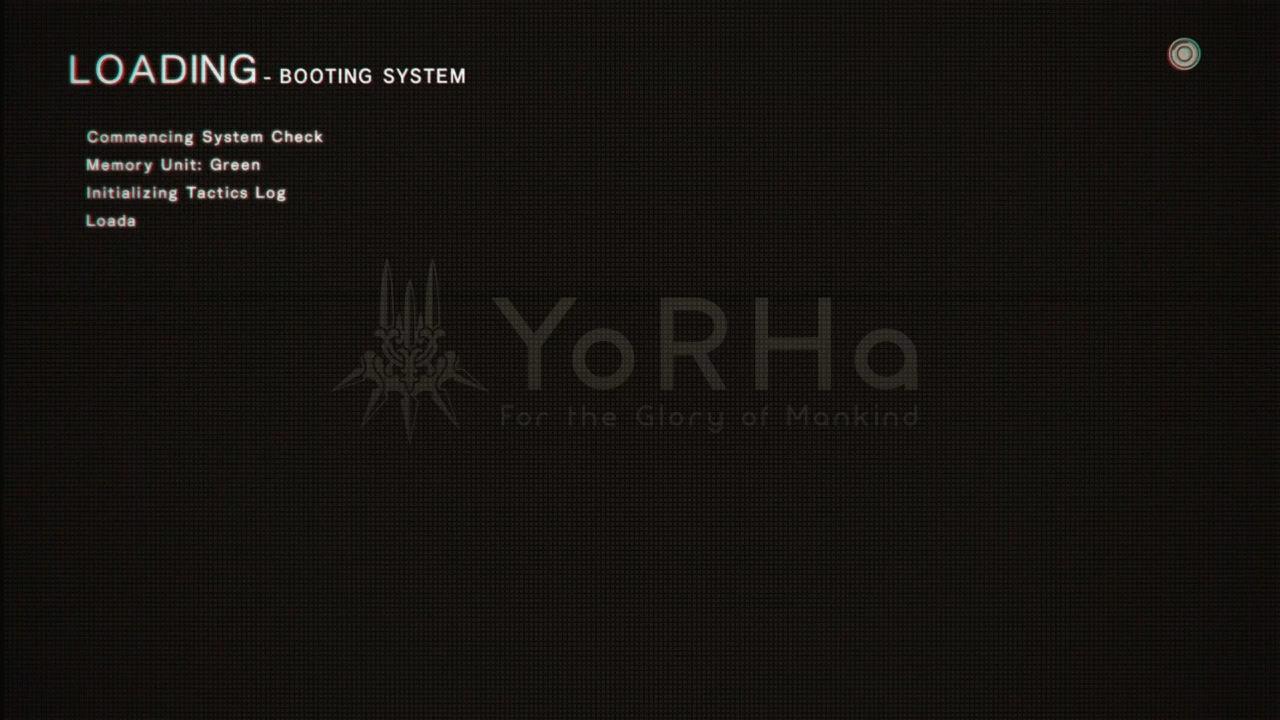 LOADING - BOOTING SYSTEM
Commencing System Check
Memory Unit: Green
Initializing Tactics Log
Loada
YoRHa
For the Glory of Mankind